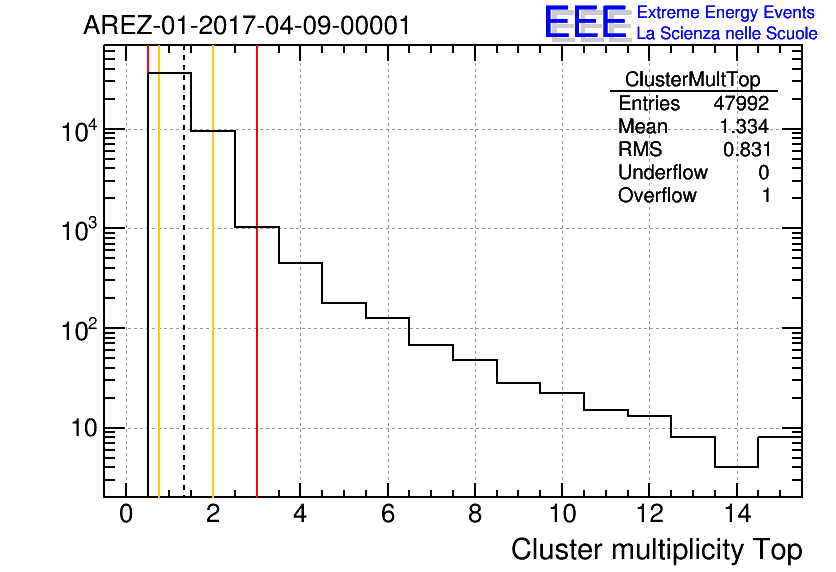 AREZ-01-2017-04-09-00001
EEE Extreme Energy Events
La Scienza nelle Scuole
ClusterMultTop
Entries 47992
Mean 1.334
RMS 0.831
Underflow 0
Overflow 1
10^4
10^3
10^2
10
0 2 4 6 8 10 12 14
Cluster multiplicity Top